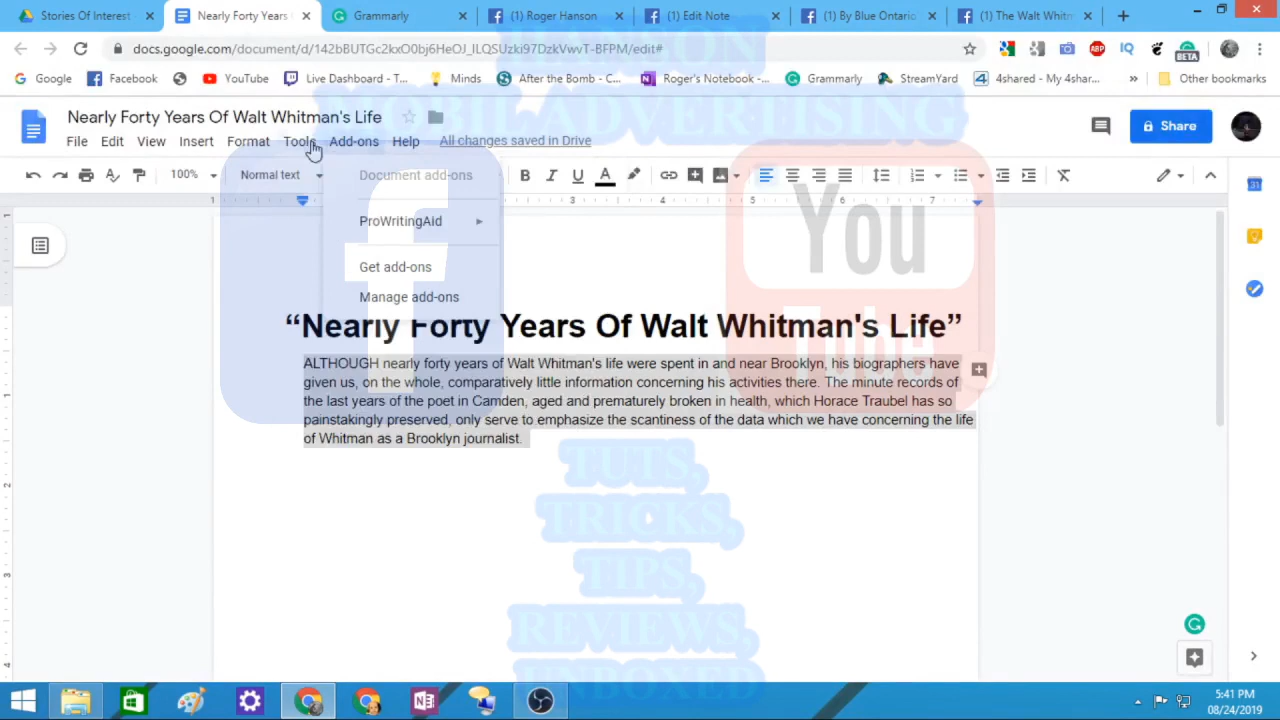 Stories Of Interest
Nearly Forty Years
Grammarly
(1) Roger Hanson
(1) Edit Note
(1) By Blue Ontario
(1) The Walt Whitm
docs.google.com/document/d/142bBUTGc2kxO0bj6HeOJ_ILQSUzki97DzkVwvT-BFPM/edit#
ABP
IQ
BETA
Google
Facebook
YouTube
Live Dashboard - T...
Minds
After the Bomb - C...
Roger's Notebook -...
Grammarly
StreamYard
4shared - My 4shar...
Other bookmarks
Nearly Forty Years Of Walt Whitman's Life
Share
File Edit View Insert Format Tools Add-ons Help All changes saved in Drive
100% Normal text
Document add-ons
ProWritingAid
Get add-ons
Manage add-ons
ADVERTISING
You
Tube
“Nearly Forty Years Of Walt Whitman's Life”
ALTHOUGH nearly forty years of Walt Whitman's life were spent in and near Brooklyn, his biographers have
given us, on the whole, comparatively little information concerning his activities there. The minute records of
the last years of the poet in Camden, aged and prematurely broken in health, which Horace Traubel has so
painstakingly preserved, only serve to emphasize the scantiness of the data which we have concerning the life
of Whitman as a Brooklyn journalist.
TUTS,
TRICKS,
TIPS,
REVIEWS,
UNBOXED
5:41 PM
08/24/2019